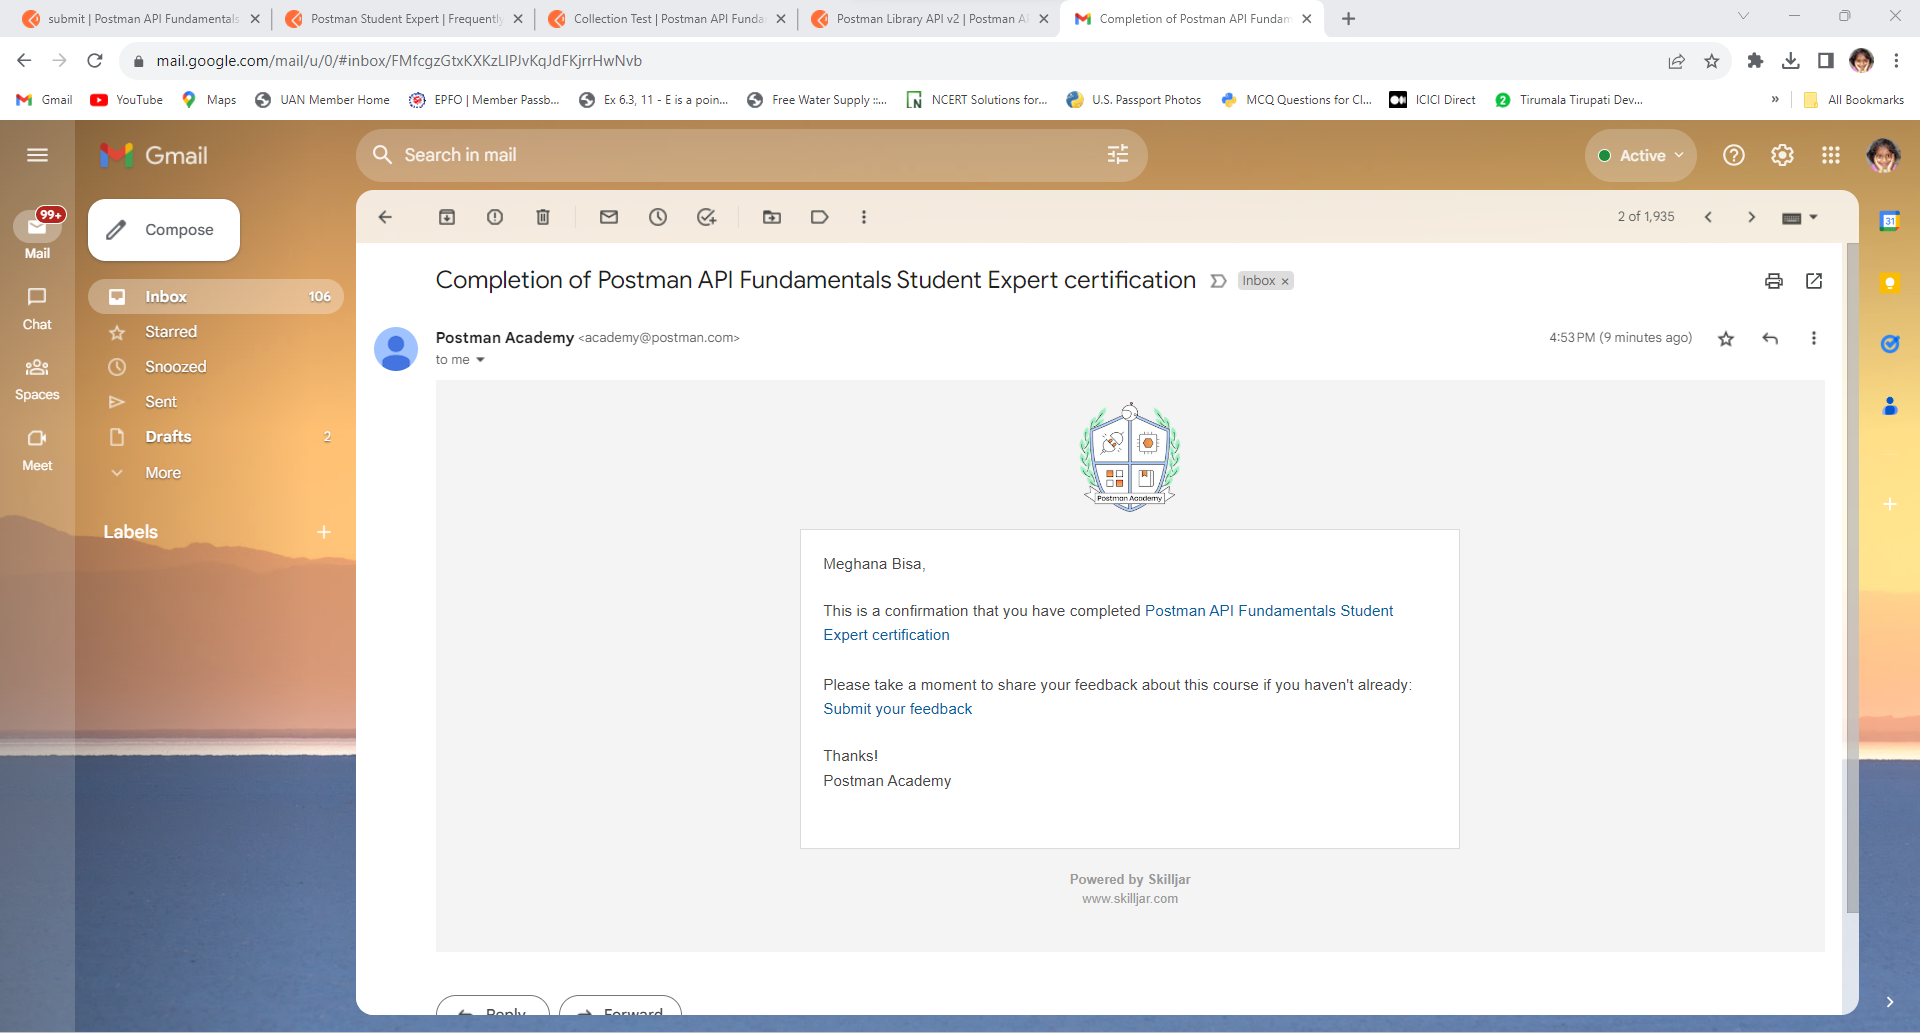 submit | Postman API Fundamentals
Postman Student Expert | Frequently
Collection Test | Postman API Funda
Postman Library API v2 | Postman A
Completion of Postman API Fundam
mail.google.com/mail/u/0/#inbox/FMfcgzGtxKXKzLlPJvKqJdFKjrrHwNvb
Gmail
YouTube
Maps
UAN Member Home
EPFO | Member Passb...
Ex 6.3, 11 - E is a poin...
Free Water Supply ::...
NCERT Solutions for...
U.S. Passport Photos
MCQ Questions for Cl...
ICICI Direct
Tirumala Tirupati Dev...
»
All Bookmarks
Gmail
Search in mail
Active
99+
Mail
Chat
Spaces
Meet
Compose
Inbox 106
Starred
Snoozed
Sent
Drafts 2
More
Labels
2 of 1,935
Completion of Postman API Fundamentals Student Expert certification
Inbox ×
Postman Academy <academy@postman.com>
4:53 PM (9 minutes ago)
to me
Postman Academy
Meghana Bisa,
This is a confirmation that you have completed Postman API Fundamentals Student
Expert certification
Please take a moment to share your feedback about this course if you haven't already:
Submit your feedback
Thanks!
Postman Academy
Powered by Skilljar
www.skilljar.com
Reply
Forward
31